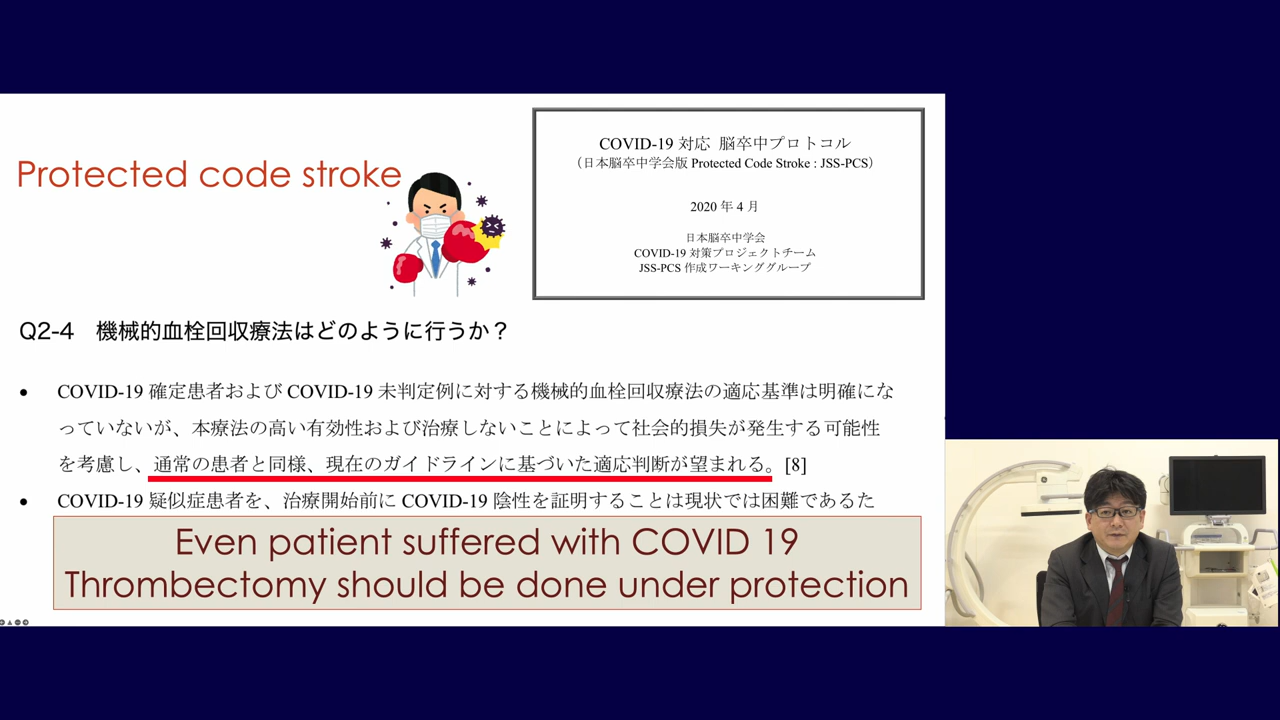 Protected code stroke
COVID-19 対応 脳卒中プロトコル
（日本脳卒中学会版 Protected Code Stroke : JSS-PCS）
2020 年 4 月
日本脳卒中学会
COVID-19 対策プロジェクトチーム
JSS-PCS 作成ワーキンググループ
Q2-4 機械的血栓回収療法はどのように行うか？
• COVID-19 確定患者および COVID-19 未判定例に対する機械的血栓回収療法の適応基準は明確にな
っていないが、本療法の高い有効性および治療しないことによって社会的損失が発生する可能性
を考慮し、通常の患者と同様、現在のガイドラインに基づいた適応判断が望まれる。[8]
• COVID-19 疑似症患者を、治療開始前に COVID-19 陰性を証明することは現状では困難であるた
Even patient suffered with COVID 19
Thrombectomy should be done under protection